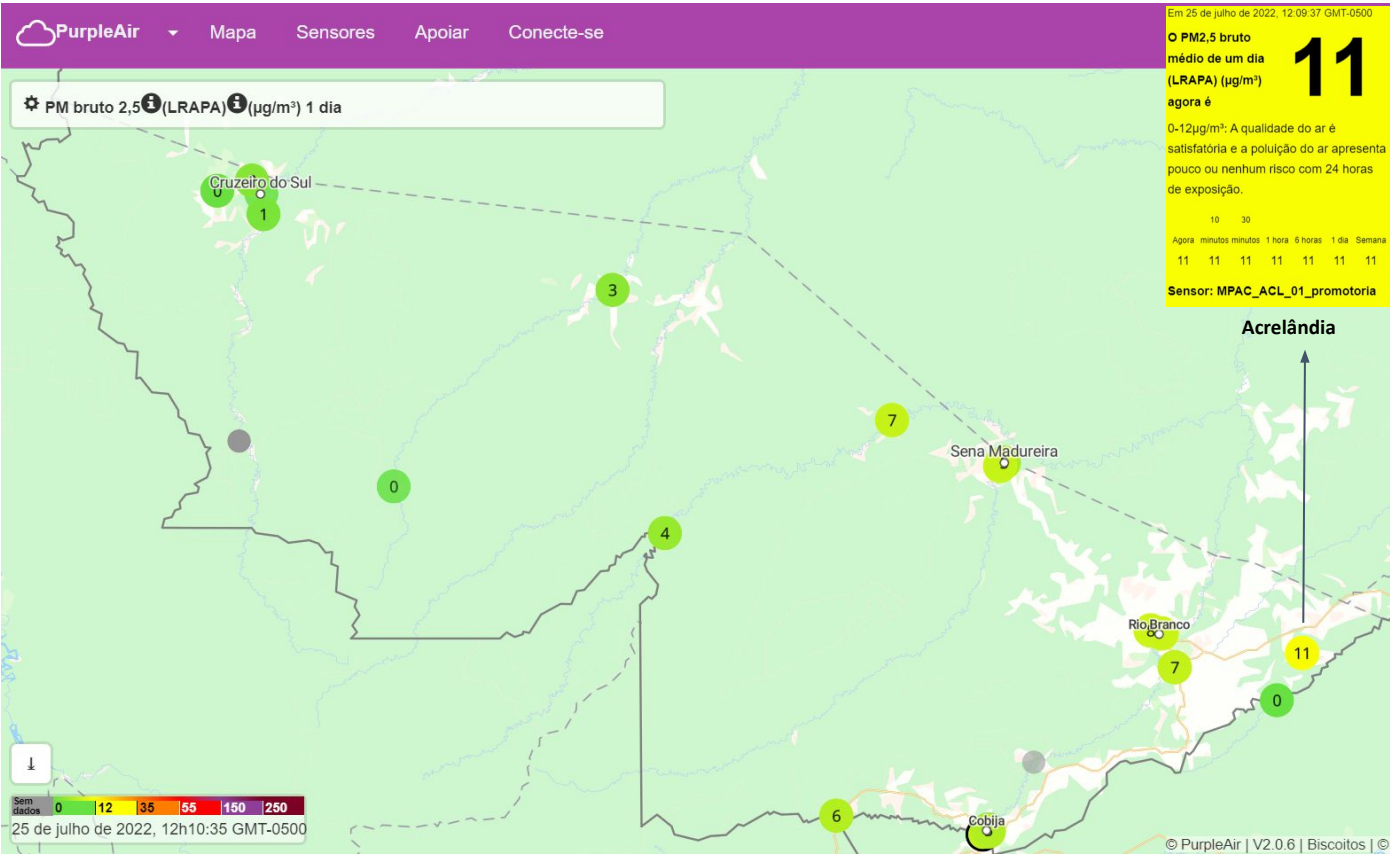 PurpleAir
Mapa
Sensores
Apoiar
Conecte-se
PM bruto 2,5 (LRAPA) (µg/m³) 1 dia
Em 25 de julho de 2022, 12:09:37 GMT-0500
O PM2,5 bruto
médio de um dia
(LRAPA) (µg/m³)
agora é
11
0-12µg/m³: A qualidade do ar é
satisfatória e a poluição do ar apresenta
pouco ou nenhum risco com 24 horas
de exposição.
10 30
Agora minutos minutos 1 hora 6 horas 1 dia Semana
11 11 11 11 11 11 11
Sensor: MPAC_ACL_01_promotoria
Acrelândia
Cruzeiro do Sul
0
1
3
7
Sena Madureira
0
4
Rio Branco
8
7
11
0
6
Cobija
Sem
dados 0 12 35 55 150 250
25 de julho de 2022, 12h10:35 GMT-0500
© PurpleAir | V2.0.6 | Biscoitos | ©